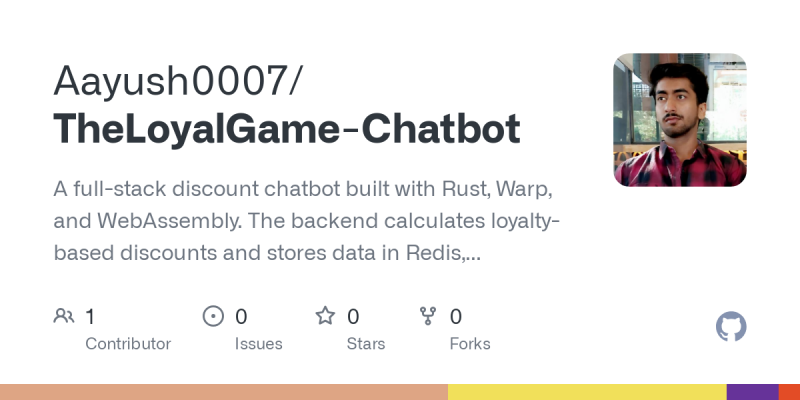 Aayush0007/
TheLoyalGame-Chatbot
A full-stack discount chatbot built with Rust, Warp,
and WebAssembly. The backend calculates loyalty-
based discounts and stores data in Redis,...
1 0 0 0
Contributor Issues Stars Forks